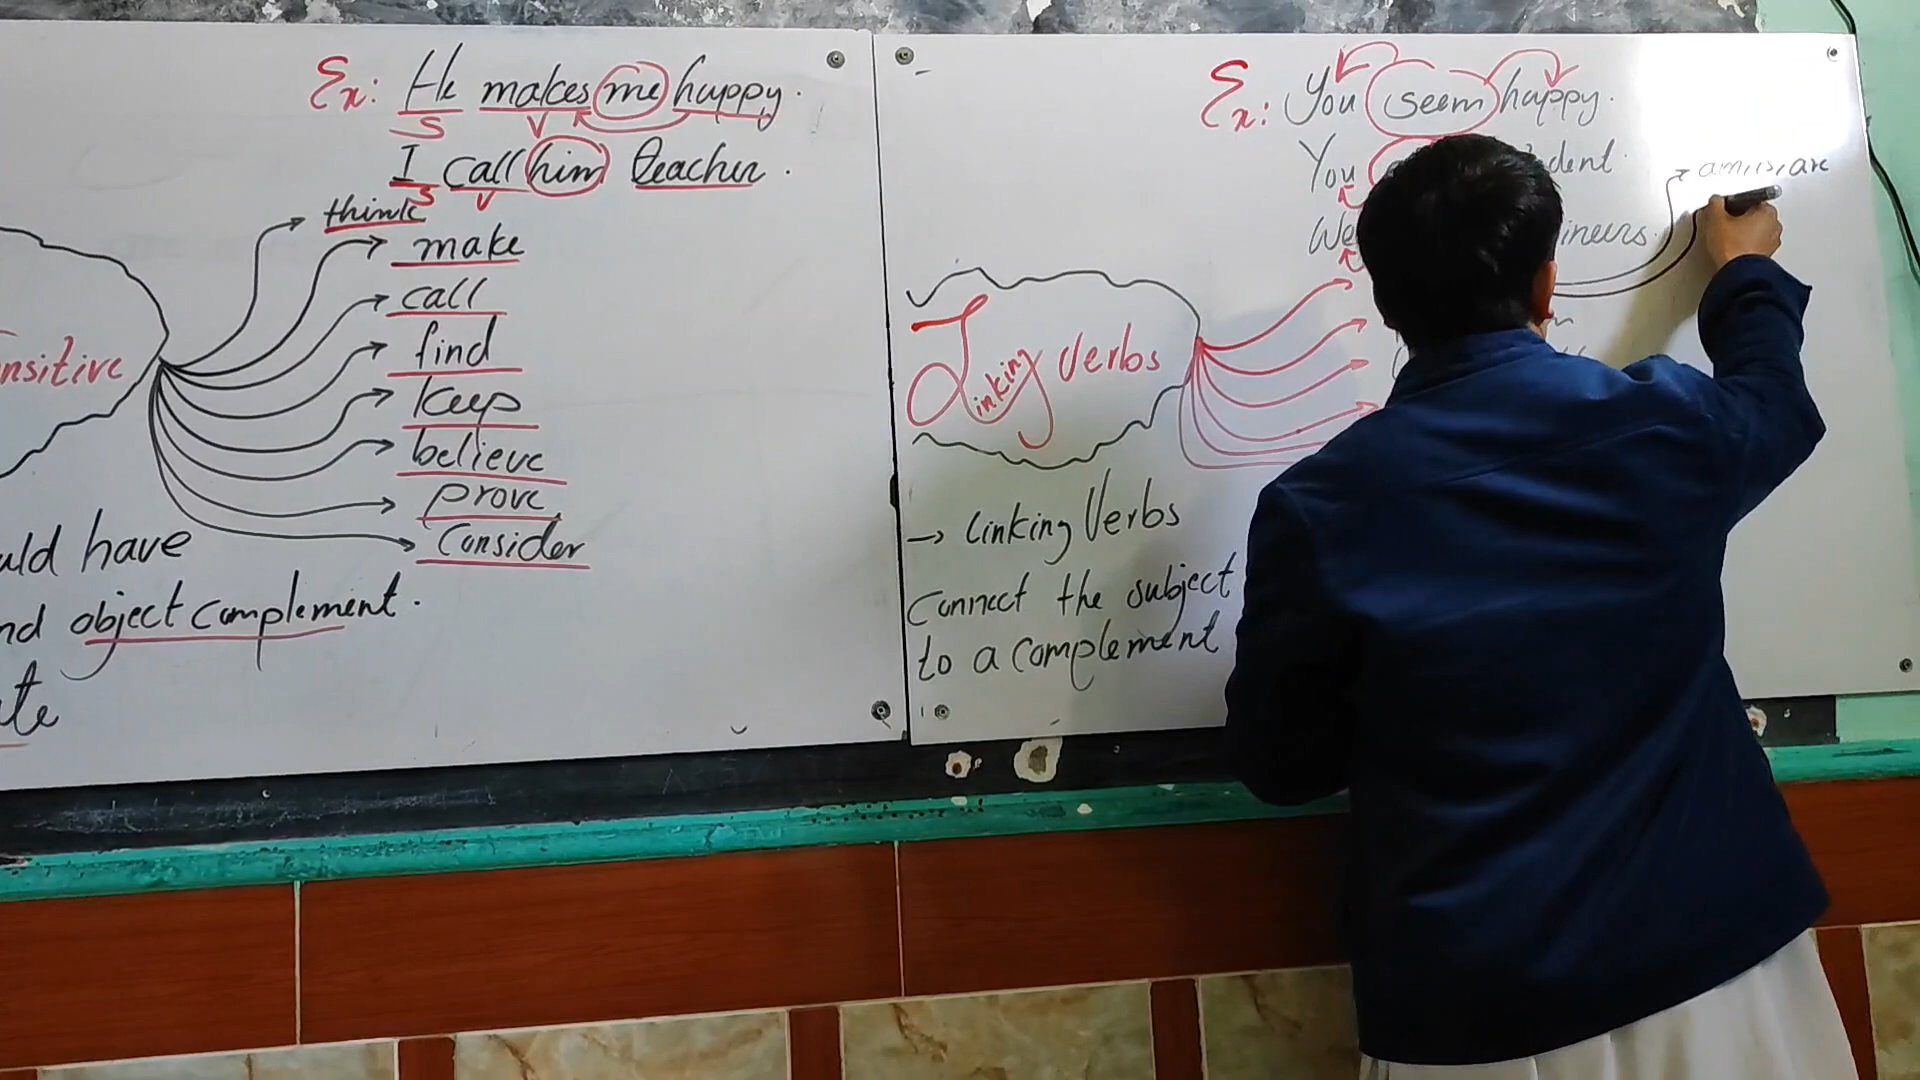 Ex: He makes me happy.
S V
I call him teacher.
S V
think
make
call
find
keep
believe
prove
Consider
nsitive
uld have
nd object complement.
te
Ex: You seem happy.
You dent.
We ineers.
am, is, are
Linking Verbs
→ linking Verbs
Connect the subject
to a complement